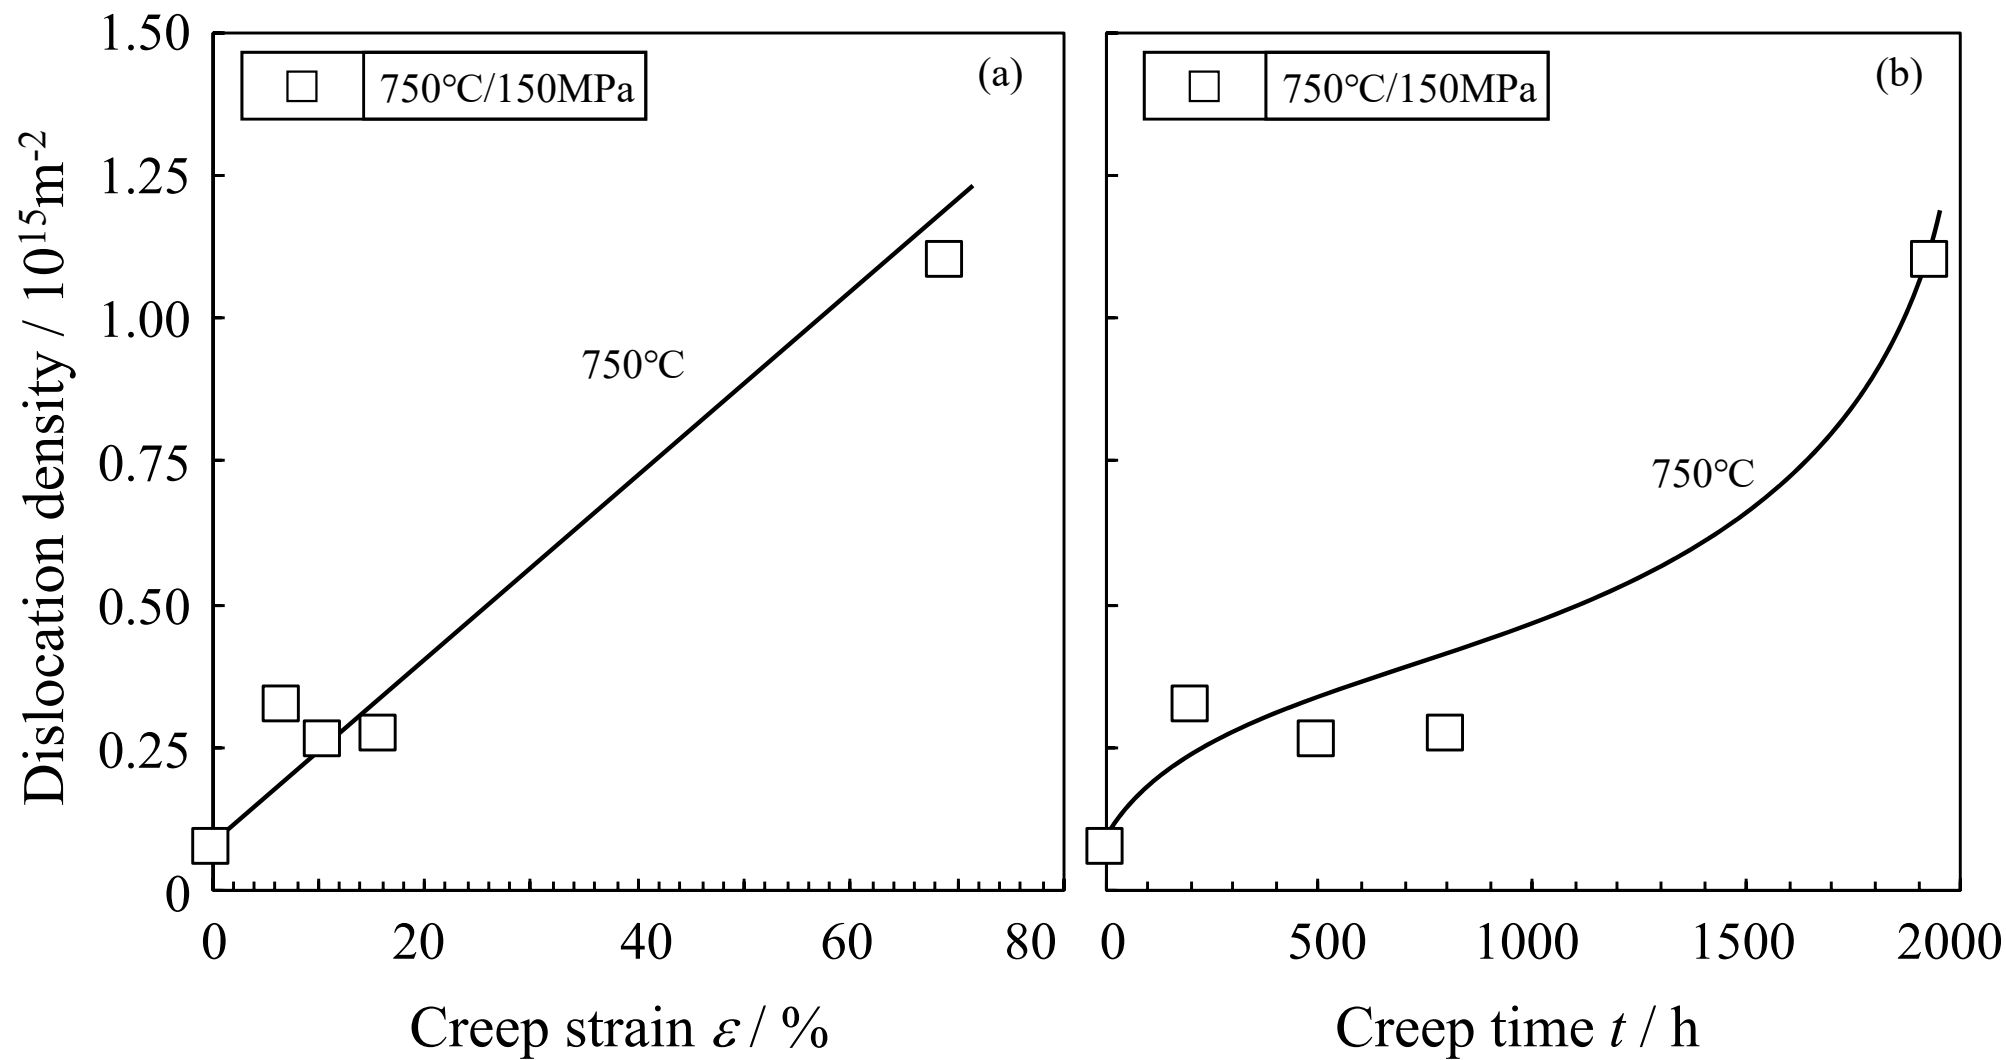 Dislocation density / 10¹⁵m⁻²
1.50
1.25
1.00
0.75
0.50
0.25
0
750℃/150MPa
(a)
750℃
0 20 40 60 80
Creep strain ε / %
750℃/150MPa
(b)
750℃
0 500 1000 1500 2000
Creep time t / h